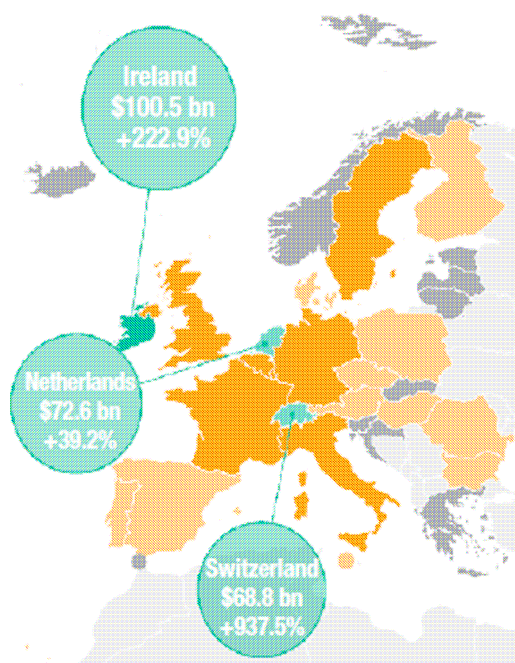 Ireland
$100.5 bn
+222.9%
Netherlands
$72.6 bn
+39.2%
Switzerland
$68.8 bn
+937.5%